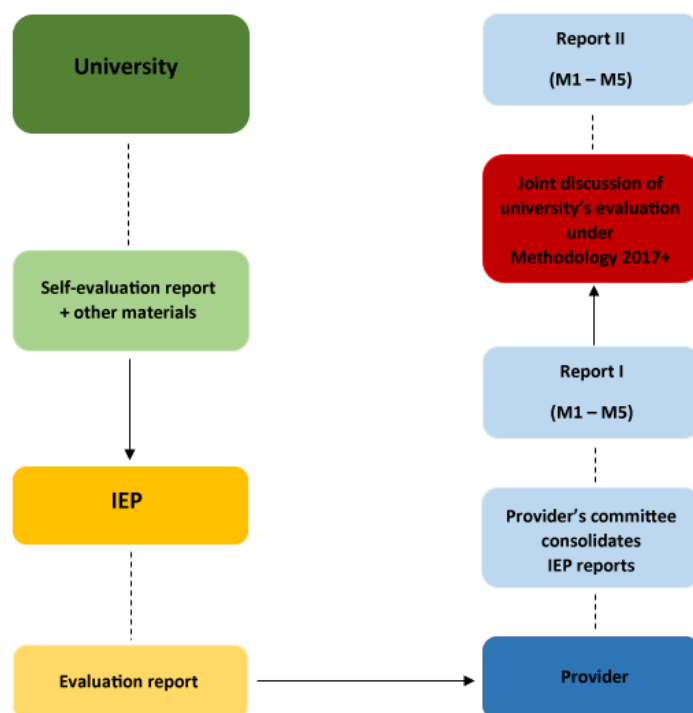 University
Self-evaluation report
+ other materials
IEP
Evaluation report
Report II
(M1 – M5)
Joint discussion of
university's evaluation
under
Methodology 2017+
Report I
(M1 – M5)
Provider's committee
consolidates
IEP reports
Provider